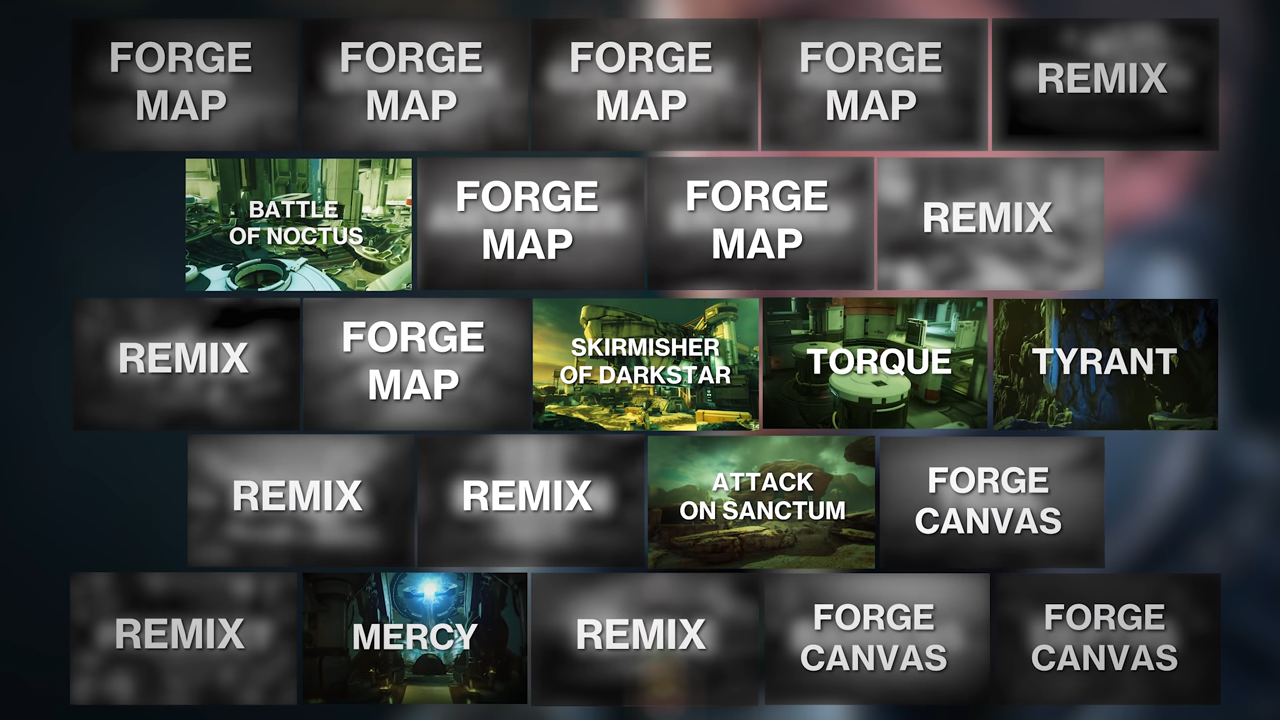 FORGE
MAP
FORGE
MAP
FORGE
MAP
FORGE
MAP
REMIX
BATTLE
OF NOCTUS
FORGE
MAP
FORGE
MAP
REMIX
REMIX
FORGE
MAP
SKIRMISHER
OF DARKSTAR
TORQUE
TYRANT
REMIX
REMIX
ATTACK
ON SANCTUM
FORGE
CANVAS
REMIX
MERCY
REMIX
FORGE
CANVAS
FORGE
CANVAS